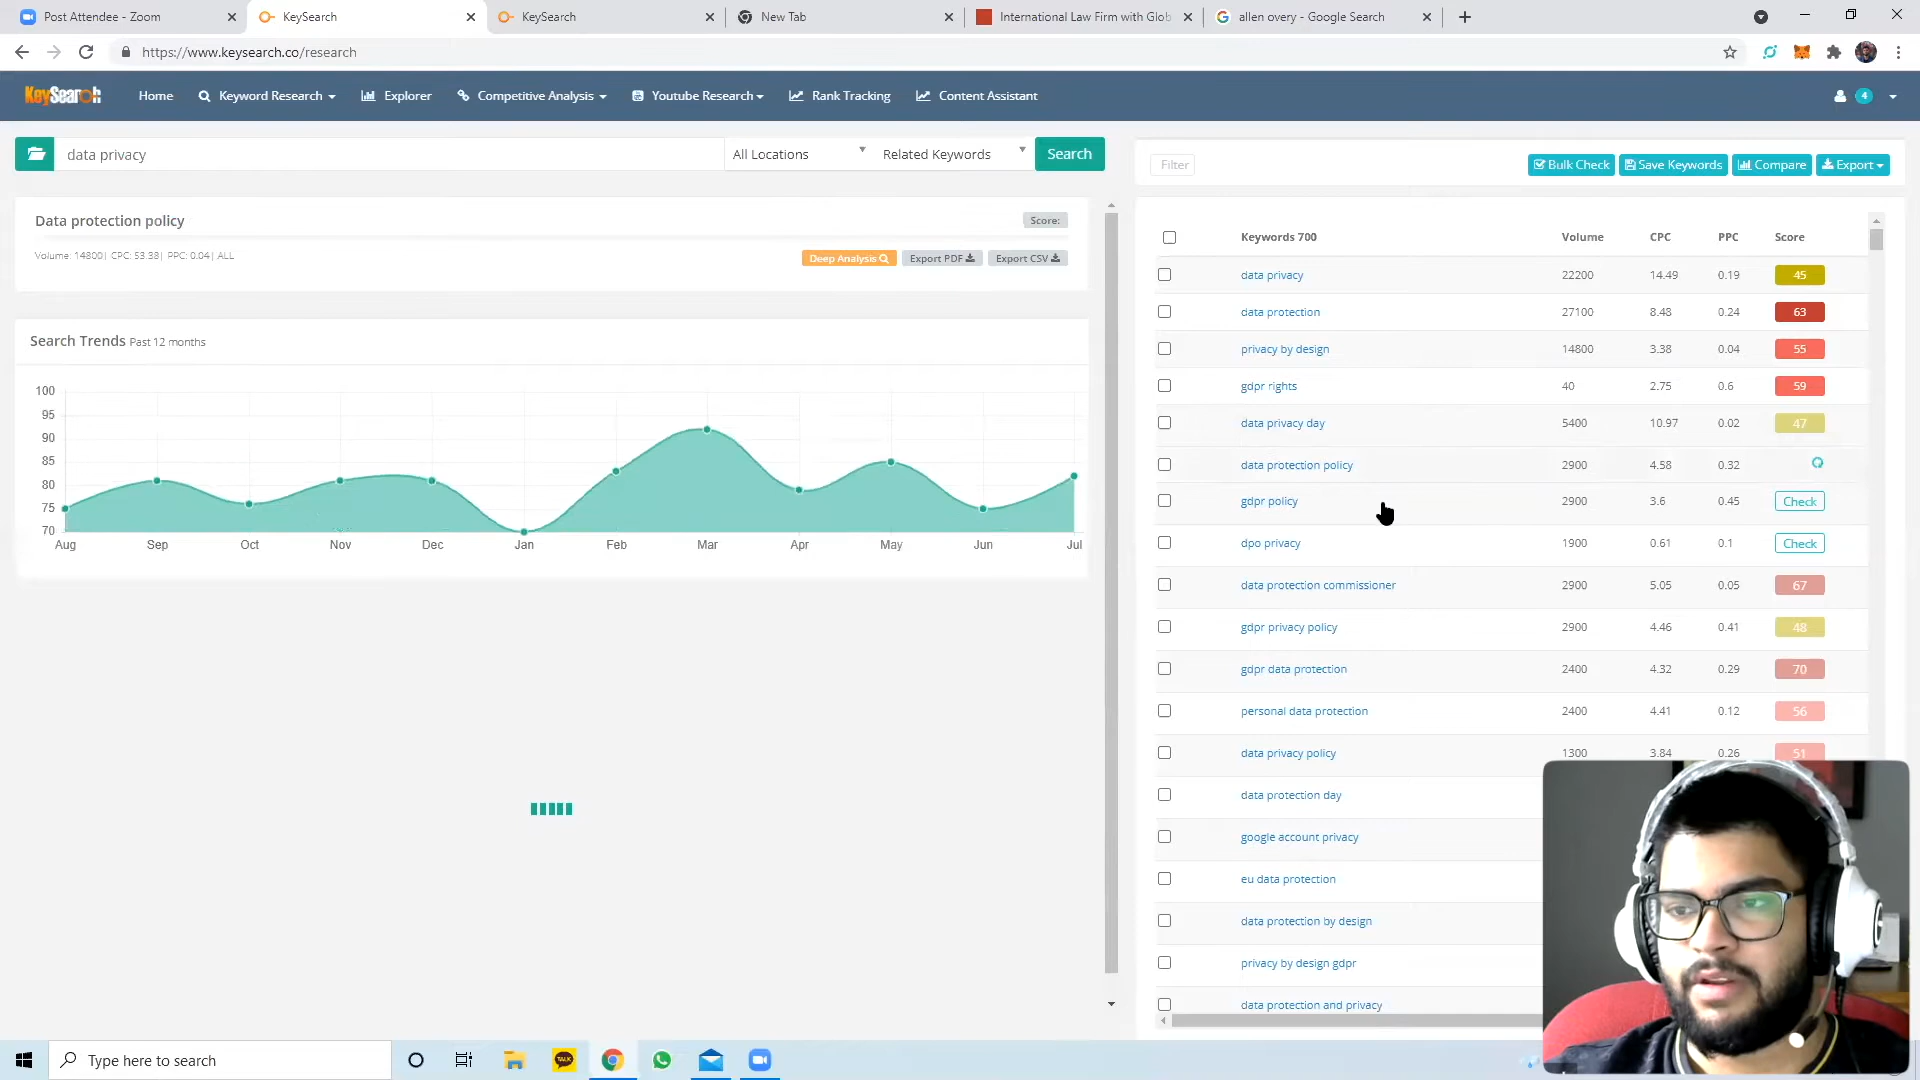 Post Attendee - Zoom
KeySearch
KeySearch
New Tab
International Law Firm with Glob
allen overy - Google Search
https://www.keysearch.co/research
KeySearch
Home
Keyword Research
Explorer
Competitive Analysis
Youtube Research
Rank Tracking
Content Assistant
4
data privacy
All Locations
Related Keywords
Search
Filter
Bulk Check
Save Keywords
Compare
Export
Data protection policy
Score:
Volume: 14800| CPC: 53.38| PPC: 0.04| ALL
Deep Analysis
Export PDF
Export CSV
Search Trends Past 12 months
100
95
90
85
80
75
70
Aug Sep Oct Nov Dec Jan Feb Mar Apr May Jun Jul
Keywords 700 Volume CPC PPC Score
data privacy 22200 14.49 0.19 45
data protection 27100 8.48 0.24 63
privacy by design 14800 3.38 0.04 55
gdpr rights 40 2.75 0.6 59
data privacy day 5400 10.97 0.02 47
data protection policy 2900 4.58 0.32
gdpr policy 2900 3.6 0.45 Check
dpo privacy 1900 0.61 0.1 Check
data protection commissioner 2900 5.05 0.05 67
gdpr privacy policy 2900 4.46 0.41 48
gdpr data protection 2400 4.32 0.29 70
personal data protection 2400 4.41 0.12 56
data privacy policy 1300 3.84 0.26 51
data protection day
google account privacy
eu data protection
data protection by design
privacy by design gdpr
data protection and privacy
Type here to search
TALK